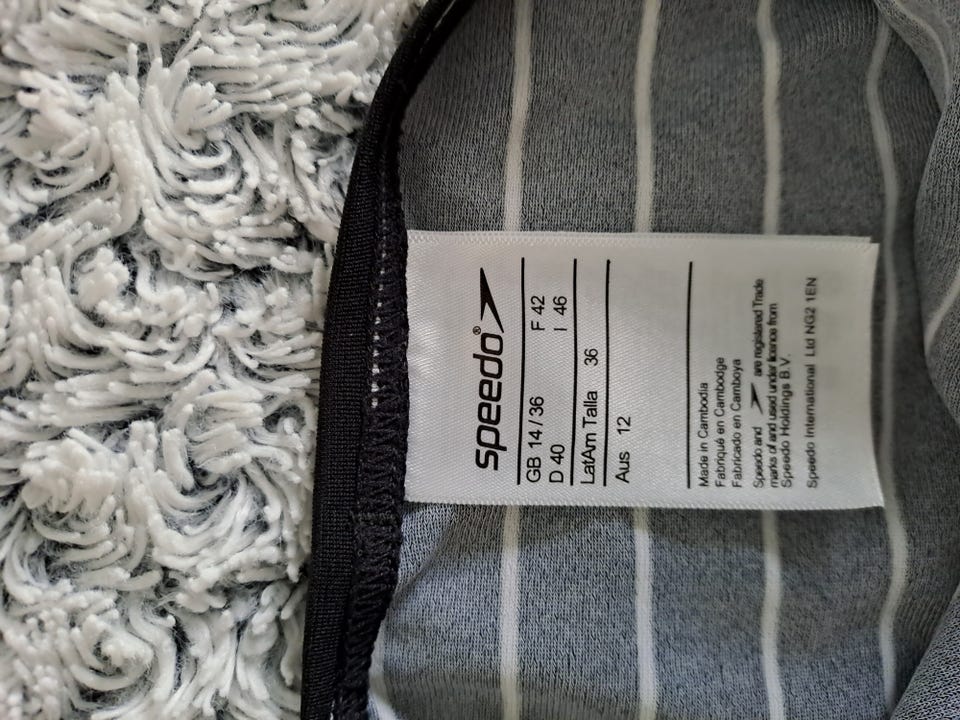 speedo®
GB 14 / 36 F 42
D 40 I 46
LatAm Talla 36
Aus 12
Made in Cambodia
Fabriqué en Cambodge
Fabricado en Camboya
Speedo and are registered Trade
marks of and used under licence from
Speedo Holdings B.V.
Speedo International Ltd NG2 1EN